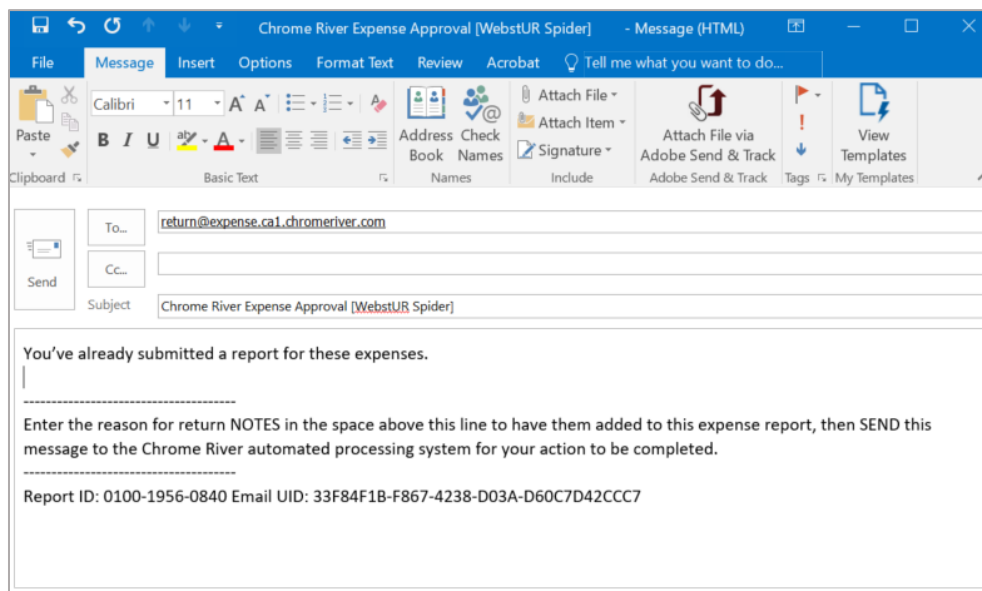 Chrome River Expense Approval [WebstUR Spider] - Message (HTML)
File Message Insert Options Format Text Review Acrobat Tell me what you want to do...
Calibri 11 A A Attach File
Paste B I U aby A Address Check Attach Item Attach File via View
Book Names Signature Adobe Send & Track Templates
Clipboard Basic Text Names Include Adobe Send & Track Tags My Templates
To... return@expense.ca1.chromeriver.com
Cc...
Send
Subject Chrome River Expense Approval [WebstUR Spider]
You've already submitted a report for these expenses.
--------------------------------------
Enter the reason for return NOTES in the space above this line to have them added to this expense report, then SEND this
message to the Chrome River automated processing system for your action to be completed.
--------------------------------------
Report ID: 0100-1956-0840 Email UID: 33F84F1B-F867-4238-D03A-D60C7D42CCC7